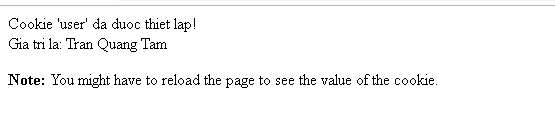 Cookie 'user' da duoc thiet lap!
Gia tri la: Tran Quang Tam
Note: You might have to reload the page to see the value of the cookie.